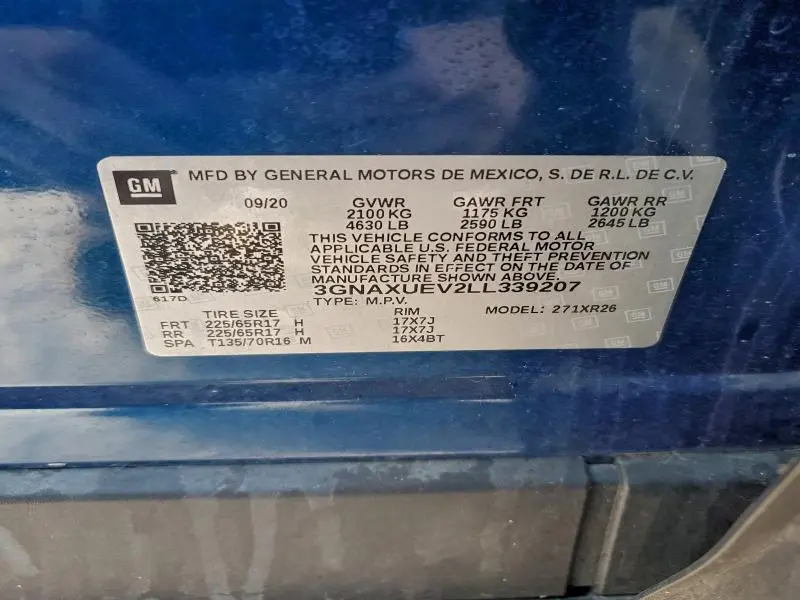 GM MFD BY GENERAL MOTORS DE MEXICO, S. DE R.L. DE C.V.
09/20 GVWR GAWR FRT GAWR RR
2100 KG 1175 KG 1200 KG
4630 LB 2590 LB 2645 LB
THIS VEHICLE CONFORMS TO ALL
APPLICABLE U.S. FEDERAL MOTOR
VEHICLE SAFETY AND THEFT PREVENTION
STANDARDS IN EFFECT ON THE DATE OF
MANUFACTURE SHOWN ABOVE.
3GNAXUEV2LL339207
617D TYPE: M.P.V. MODEL: 271XR26
TIRE SIZE RIM
FRT 225/65R17 H 17X7J
RR 225/65R17 H 17X7J
SPA T135/70R16 M 16X4BT